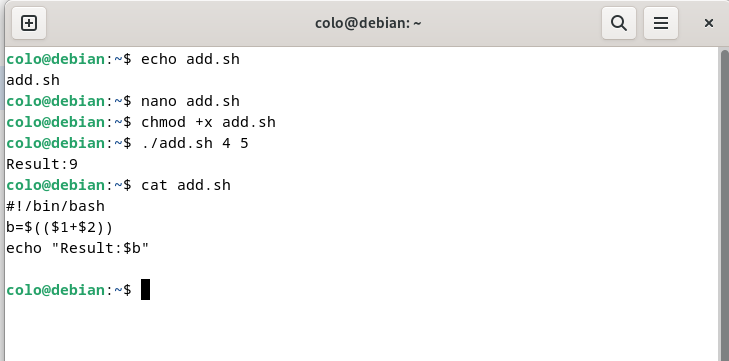 colo@debian: ~
colo@debian:~$ echo add.sh
add.sh
colo@debian:~$ nano add.sh
colo@debian:~$ chmod +x add.sh
colo@debian:~$ ./add.sh 4 5
Result:9
colo@debian:~$ cat add.sh
#!/bin/bash
b=$(($1+$2))
echo "Result:$b"
colo@debian:~$